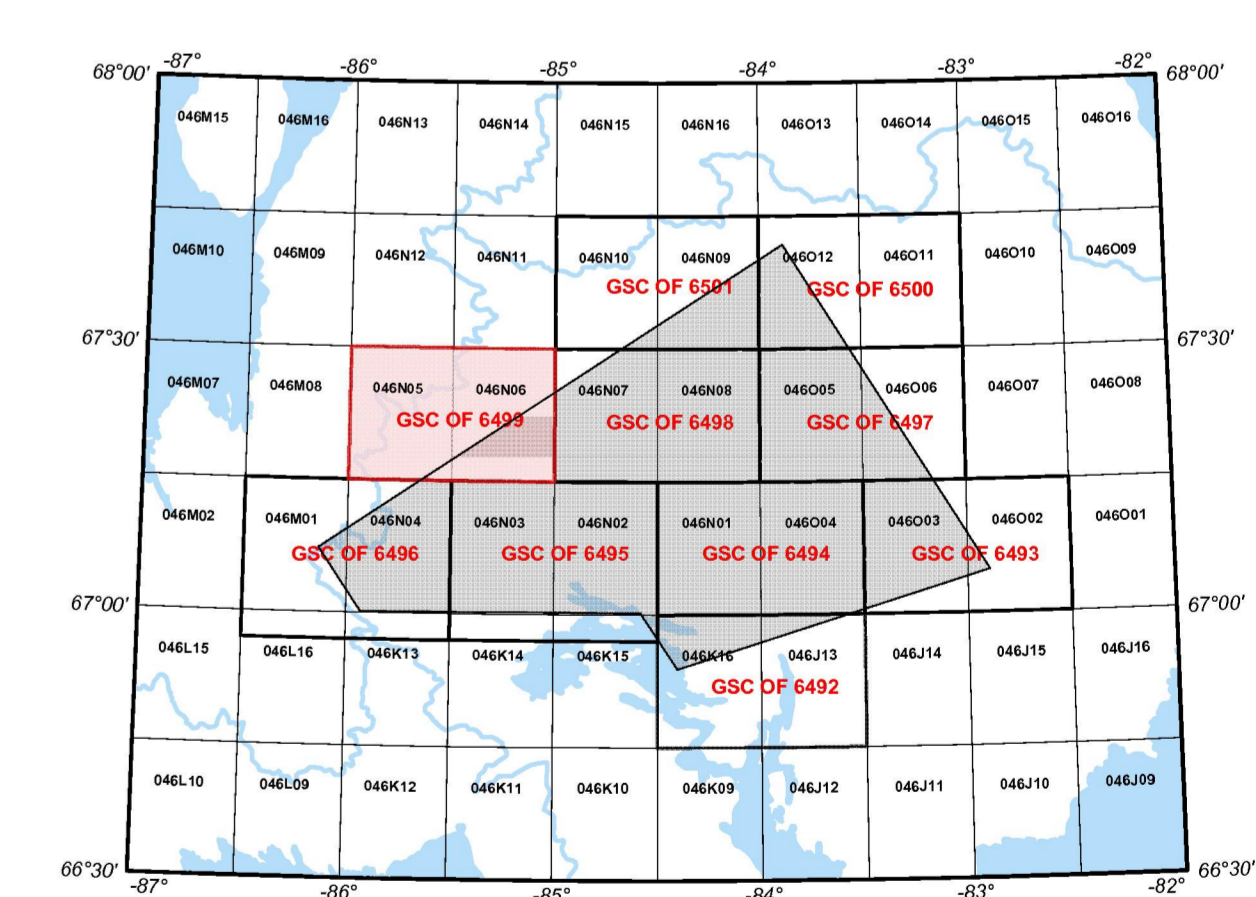 -87° -86° -85° -84° -83° -82°
68°00' 68°00'
046M15 046M16 046N13 046N14 046N15 046N16 046O13 046O14 046O15 046O16
046M10 046M09 046N12 046N11 046N10 046N09 046O12 046O11 046O10 046O09
GSC OF 6501 GSC OF 6500
67°30' 67°30'
046M07 046M08 046N05 046N06 046N07 046N08 046O05 046O06 046O07 046O08
GSC OF 6499 GSC OF 6498 GSC OF 6497
046M02 046M01 046N04 046N03 046N02 046N01 046O04 046O03 046O02 046O01
GSC OF 6496 GSC OF 6495 GSC OF 6494 GSC OF 6493
67°00' 67°00'
046L15 046L16 046K13 046K14 046K15 046K16 046J13 046J14 046J15 046J16
GSC OF 6492
046L10 046L09 046K12 046K11 046K10 046K09 046J12 046J11 046J10 046J09
66°30' 66°30'
-87° -86° -85° -84° -83° -82°